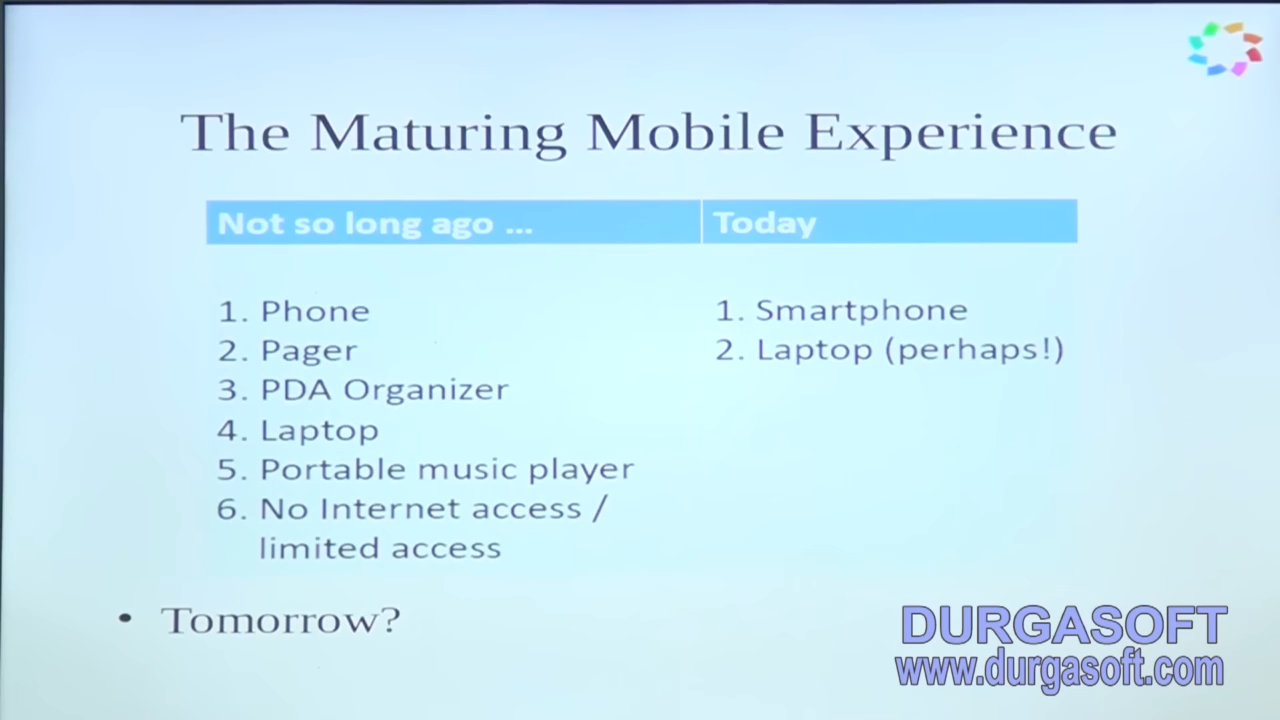 The Maturing Mobile Experience
Not so long ago ...
Today
1. Phone
2. Pager
3. PDA Organizer
4. Laptop
5. Portable music player
6. No Internet access /
limited access
1. Smartphone
2. Laptop (perhaps!)
• Tomorrow?
DURGASOFT
www.durgasoft.com